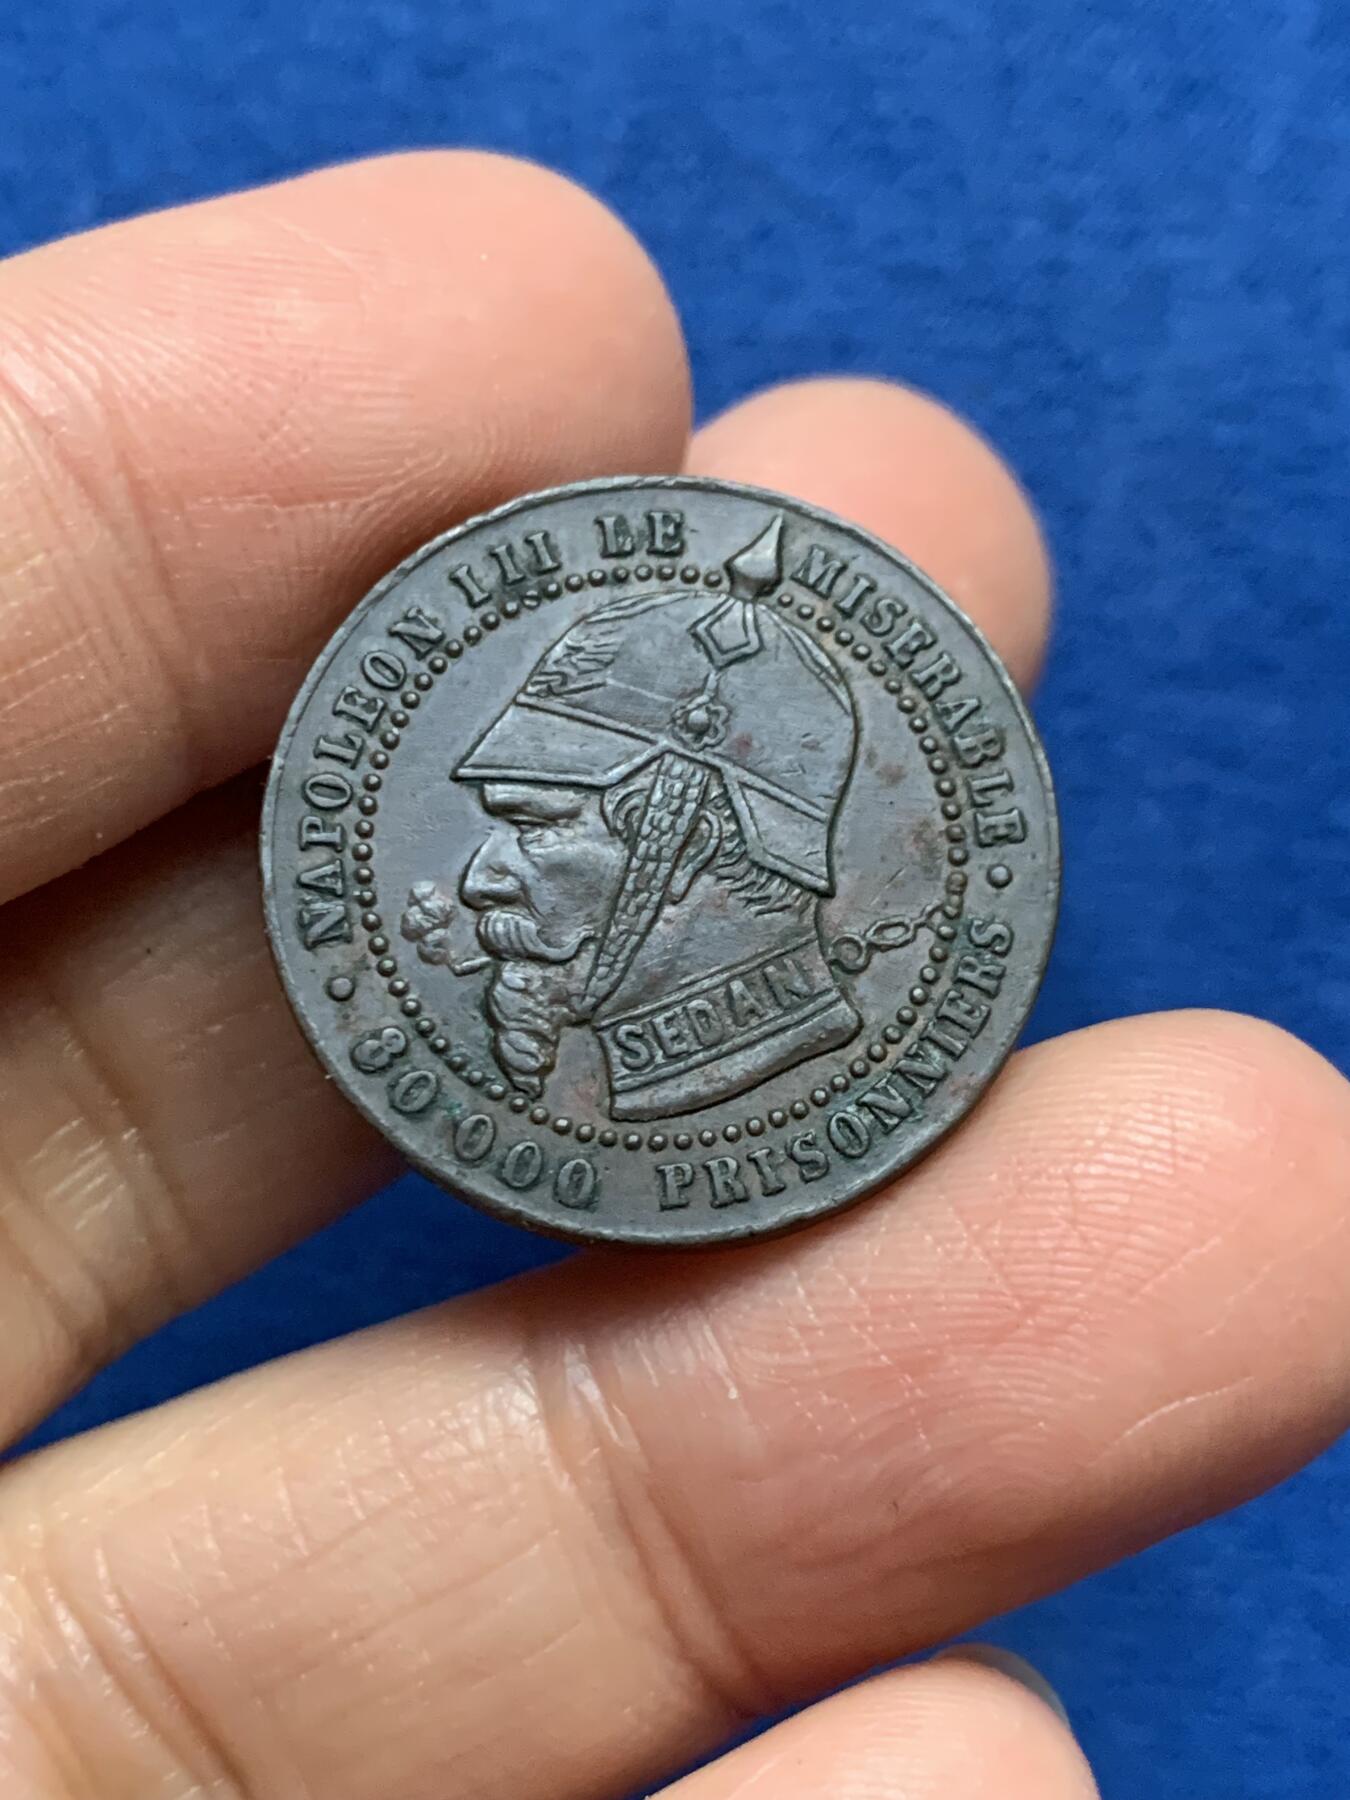 · NAPOLEON III LE MISERABLE ·
80·000 PRISONNIERS
SEDAN